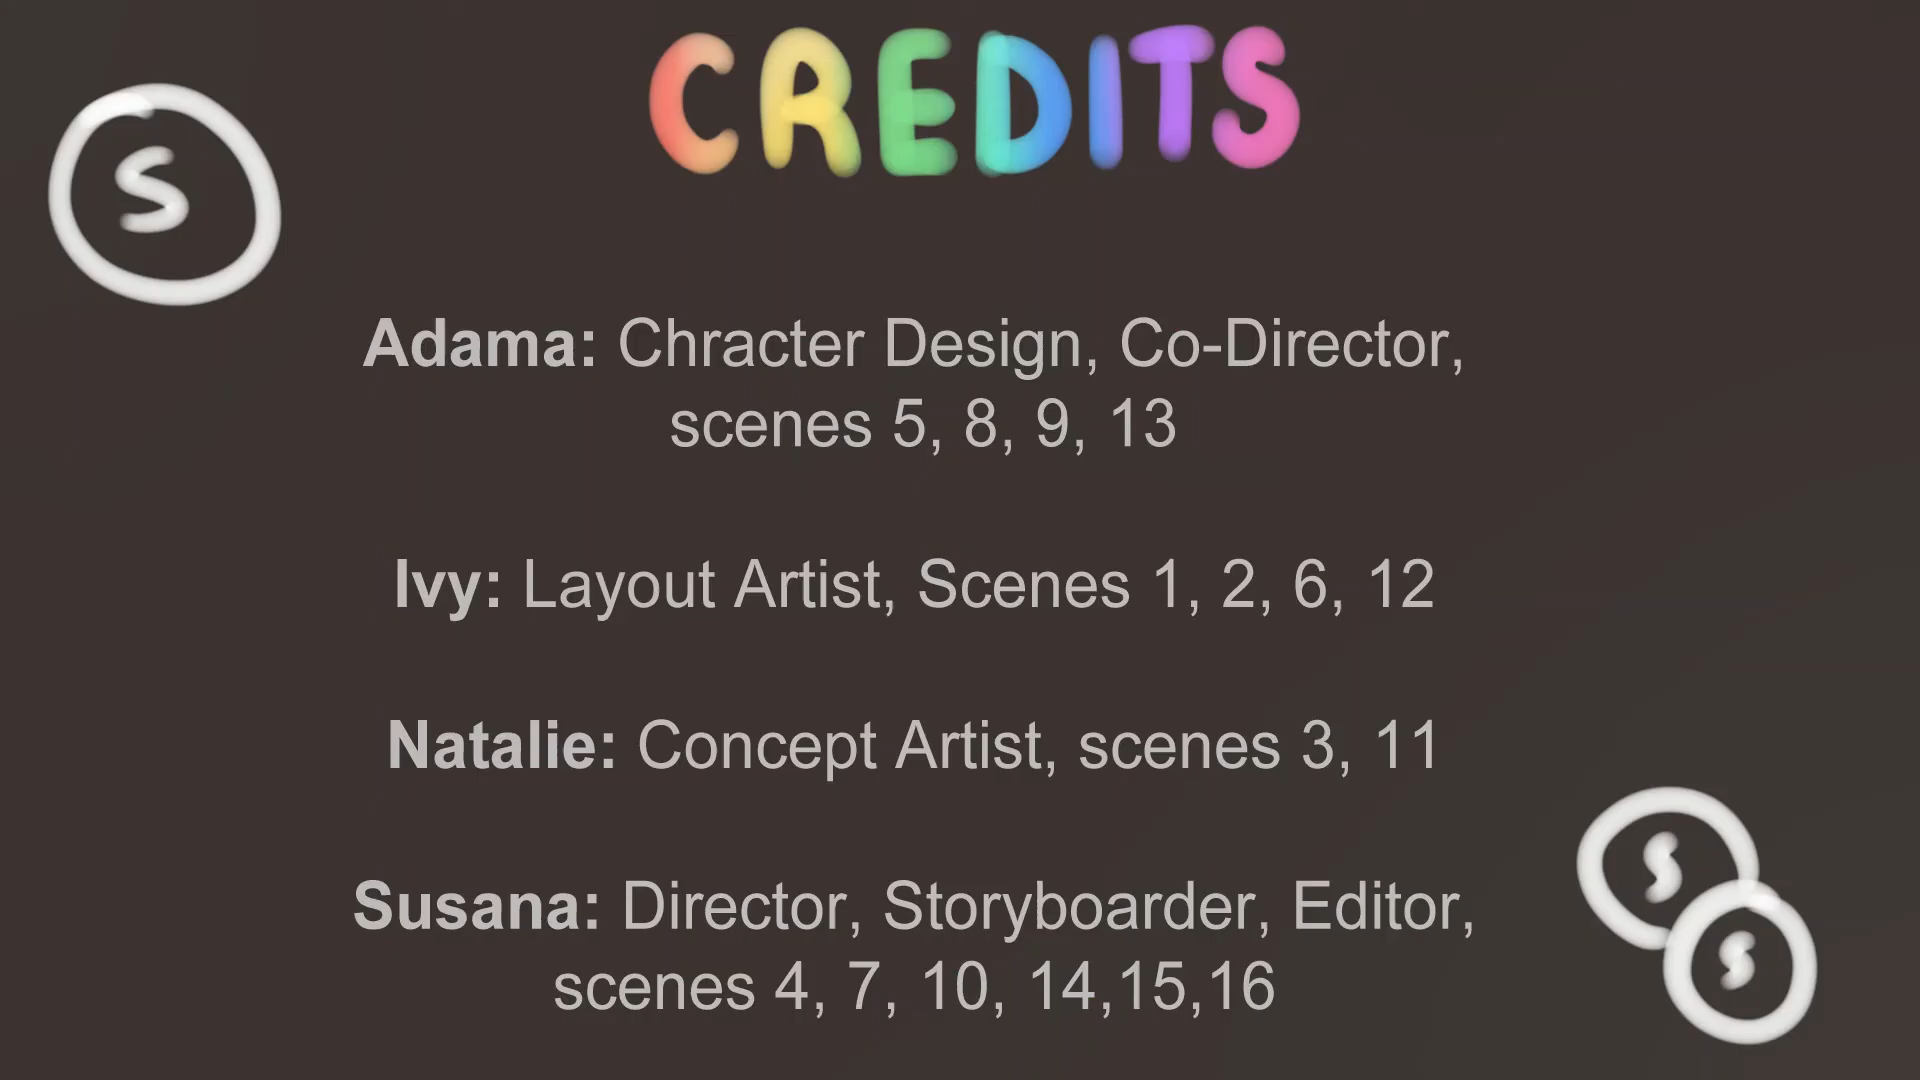 CREDITS
S
Adama: Chracter Design, Co-Director,
scenes 5, 8, 9, 13
Ivy: Layout Artist, Scenes 1, 2, 6, 12
Natalie: Concept Artist, scenes 3, 11
Susana: Director, Storyboarder, Editor,
scenes 4, 7, 10, 14,15,16
S
S